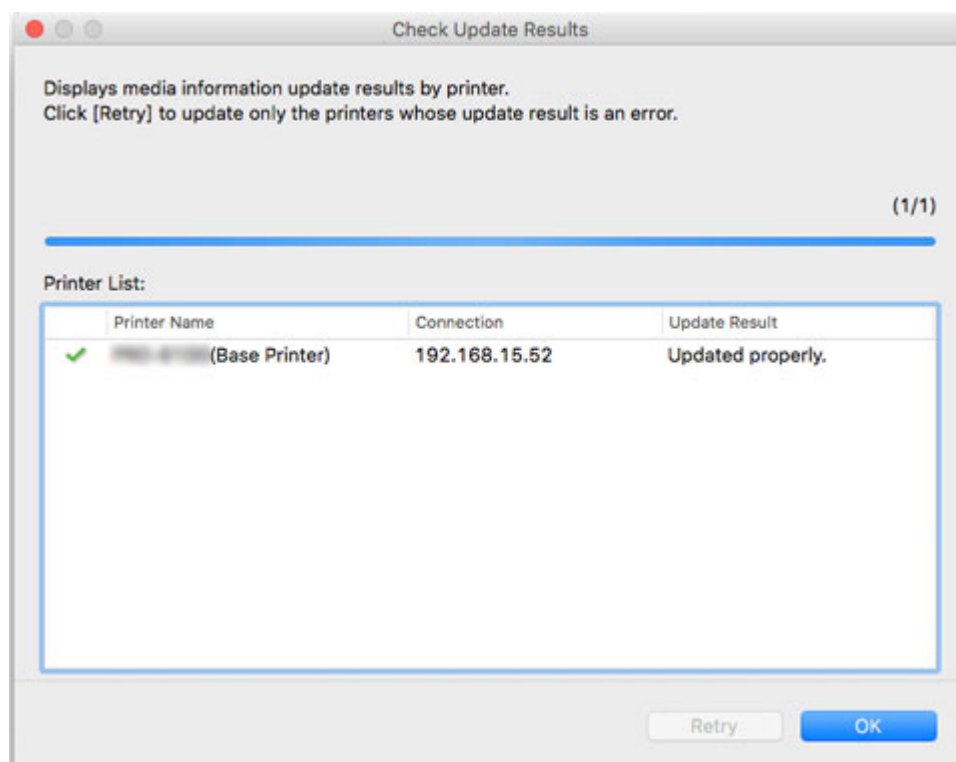 Check Update Results
Displays media information update results by printer.
Click [Retry] to update only the printers whose update result is an error.
(1/1)
Printer List:
Printer Name Connection Update Result
(Base Printer) 192.168.15.52 Updated properly.
Retry OK